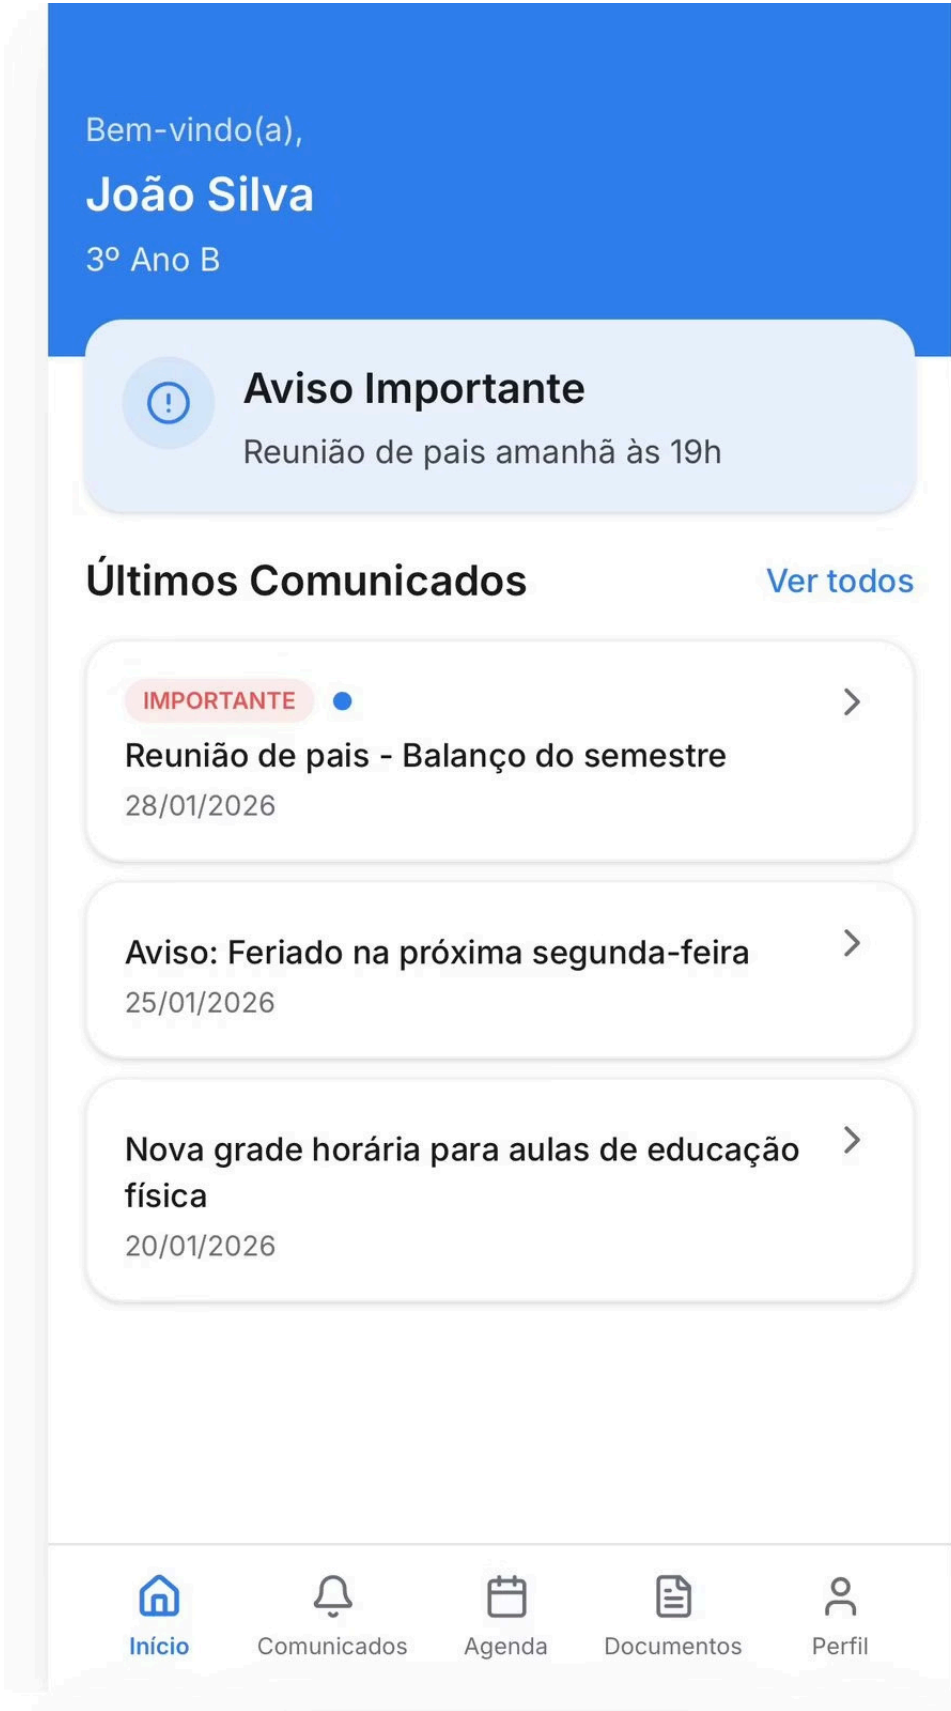 Bem-vindo(a),
João Silva
3º Ano B
Aviso Importante
Reunião de pais amanhã às 19h
Últimos Comunicados
Ver todos
IMPORTANTE
Reunião de pais - Balanço do semestre
28/01/2026
Aviso: Feriado na próxima segunda-feira
25/01/2026
Nova grade horária para aulas de educação
física
20/01/2026
Início
Comunicados
Agenda
Documentos
Perfil